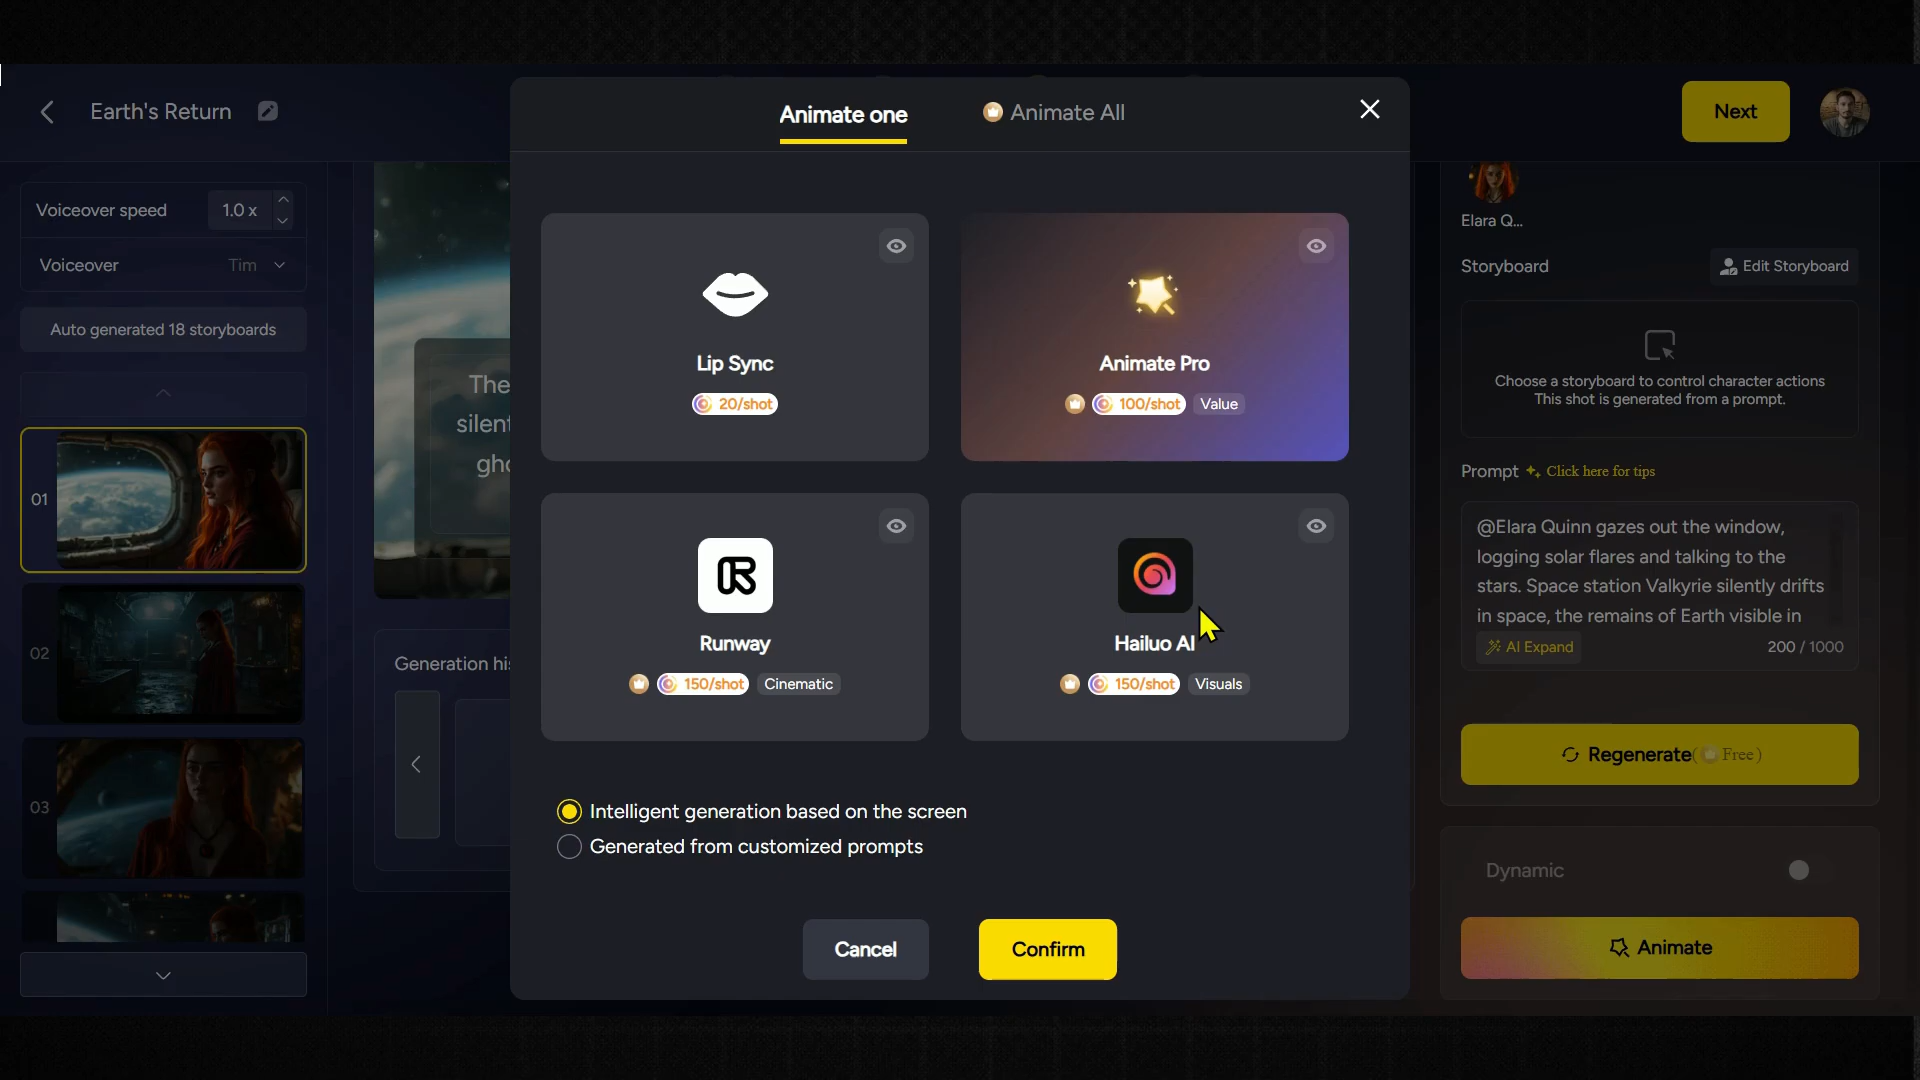 Earth's Return
Animate one
Animate All
Next
Voiceover speed
1.0 x
Voiceover
Tim
Auto generated 18 storyboards
01
02
03
The
silent
Generation
Lip Sync
20/shot
Animate Pro
100/shot
Value
Runway
150/shot
Cinematic
Hailuo AI
150/shot
Visuals
Intelligent generation based on the screen
Generated from customized prompts
Cancel
Confirm
Elara Q...
Storyboard
Edit Storyboard
Choose a storyboard to control character actions
This shot is generated from a prompt.
Prompt
Click here for tips
@Elara Quinn gazes out the window,
logging solar flares and talking to the
stars. Space station Valkyrie silently drifts
in space, the remains of Earth visible in
AI Expand
200 / 1000
Regenerate( Free )
Dynamic
Animate